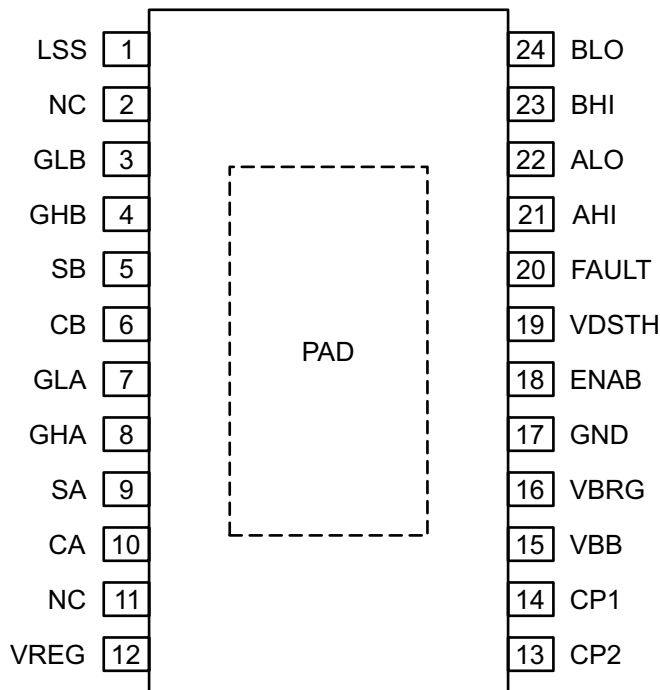 LSS 1 24 BLO
NC 2 23 BHI
GLB 3 22 ALO
GHB 4 21 AHI
SB 5 20 FAULT
CB 6 19 VDSTH
PAD
GLA 7 18 ENAB
GHA 8 17 GND
SA 9 16 VBRG
CA 10 15 VBB
NC 11 14 CP1
VREG 12 13 CP2